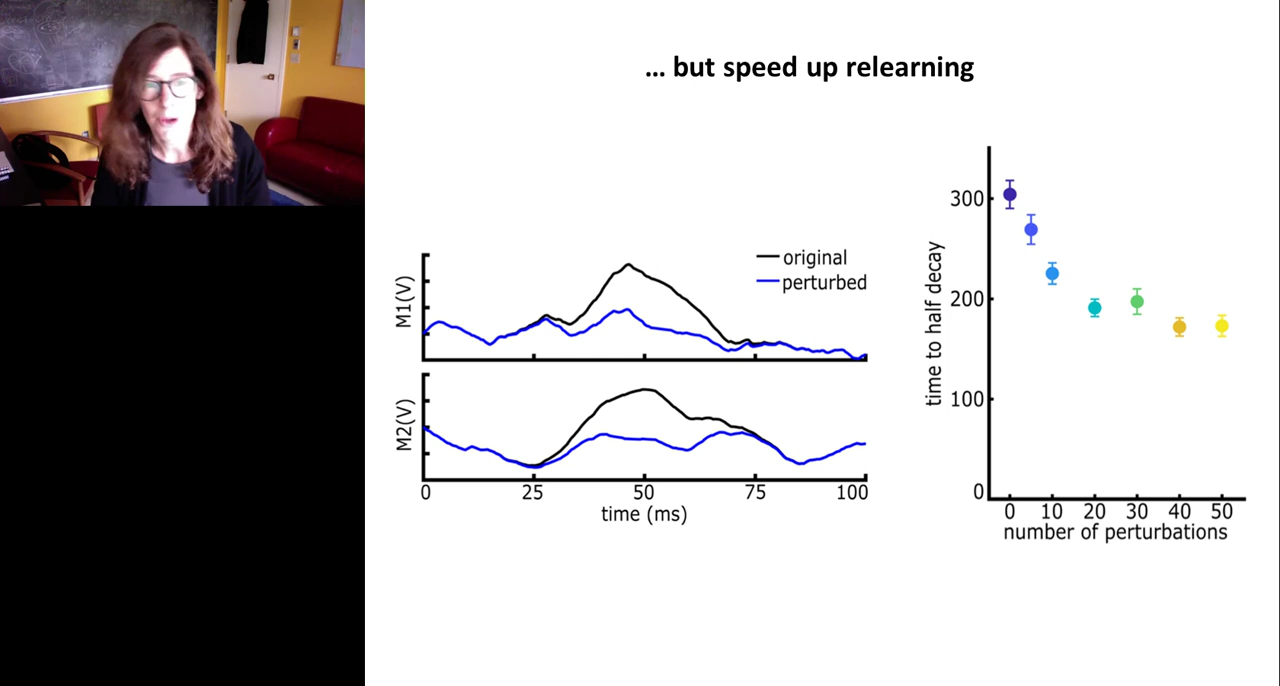 ... but speed up relearning
original
perturbed
M1(V)
M2(V)
0 25 50 75 100
time (ms)
300
200
100
0
time to half decay
0 10 20 30 40 50
number of perturbations